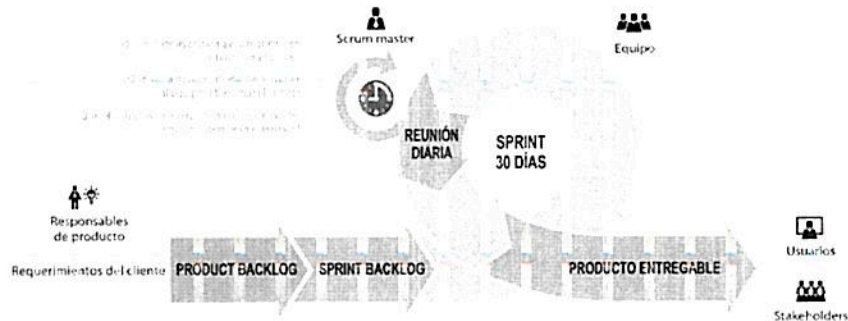 Scrum master
Equipo
REUNIÓN
DIÁRIA
SPRINT
30 DÍAS
Responsables
de producto
Requerimientos del cliente
PRODUCT BACKLOG
SPRINT BACKLOG
PRODUCTO ENTREGABLE
Usuarios
Stakeholders